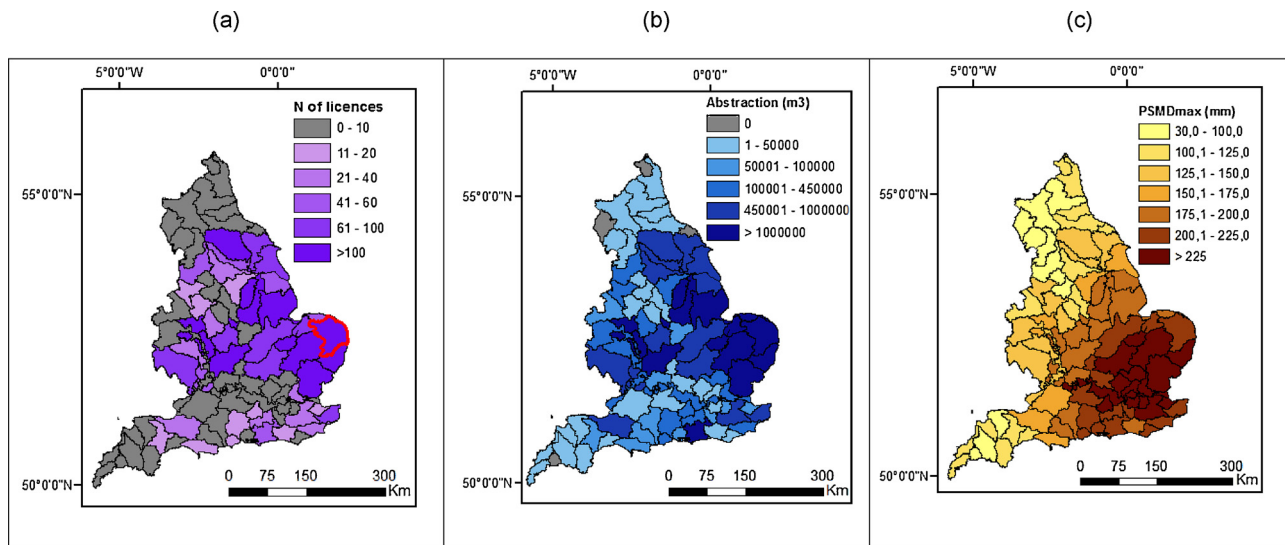 (a)
5°0'0"W 0°0'0"
N of licences
0 - 10
11 - 20
21 - 40
41 - 60
61 - 100
>100
55°0'0"N
50°0'0"N
0 75 150 300
Km
(b)
5°0'0"W 0°0'0"
Abstraction (m3)
0
1 - 50000
50001 - 100000
100001 - 450000
450001 - 1000000
> 1000000
55°0'0"N
50°0'0"N
0 75 150 300
Km
(c)
5°0'0"W 0°0'0"
PSMDmax (mm)
30,0 - 100,0
100,1 - 125,0
125,1 - 150,0
150,1 - 175,0
175,1 - 200,0
200,1 - 225,0
> 225
55°0'0"N
50°0'0"N
0 75 150 300
Km